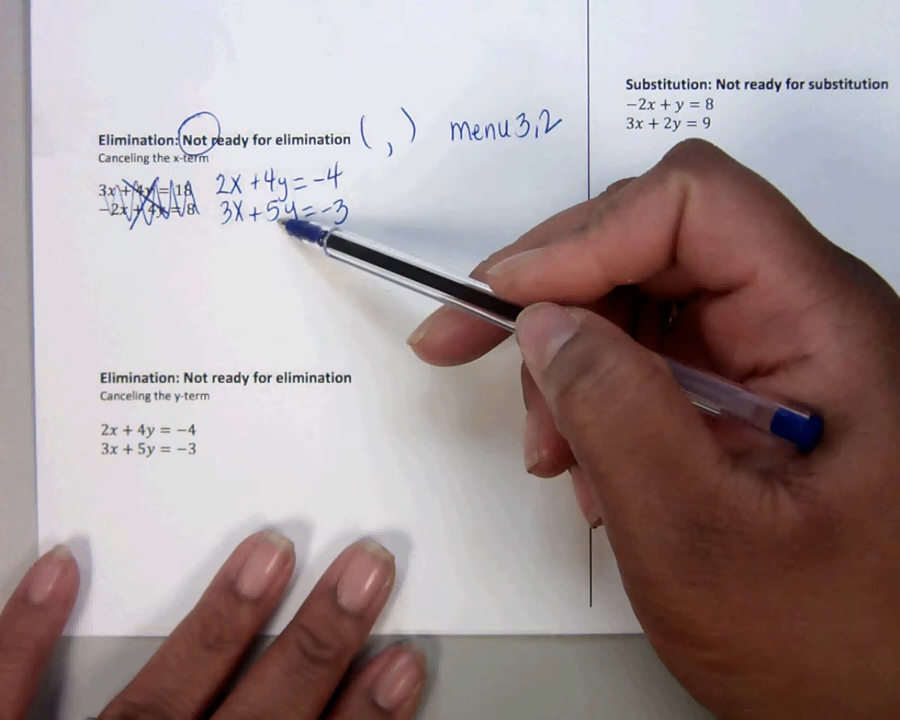 Elimination: Not ready for elimination ( , ) menu 3,2
Canceling the x-term
2x + 4y = -4
3x + 5y = -3
Elimination: Not ready for elimination
Canceling the y-term
2x + 4y = −4
3x + 5y = −3
Substitution: Not ready for substitution
−2x + y = 8
3x + 2y = 9